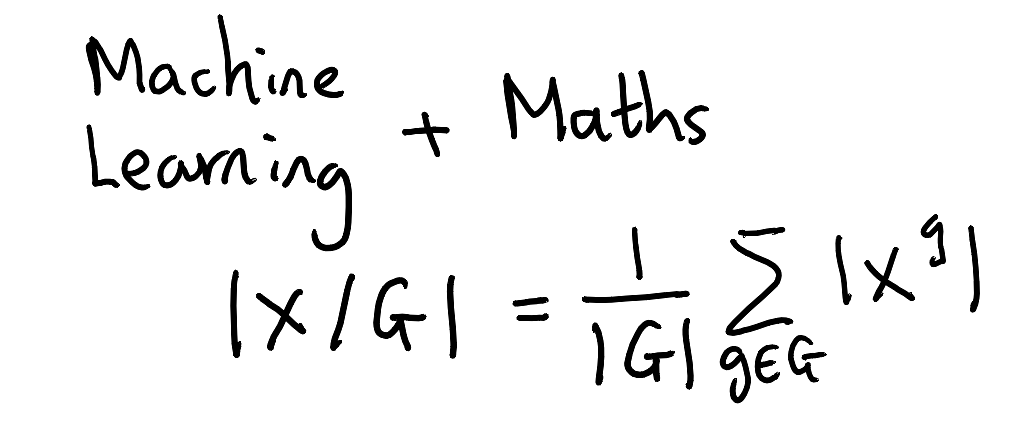 Machine
Learning + Maths
|X/G| = 1/|G| ∑g∈G |X^g|